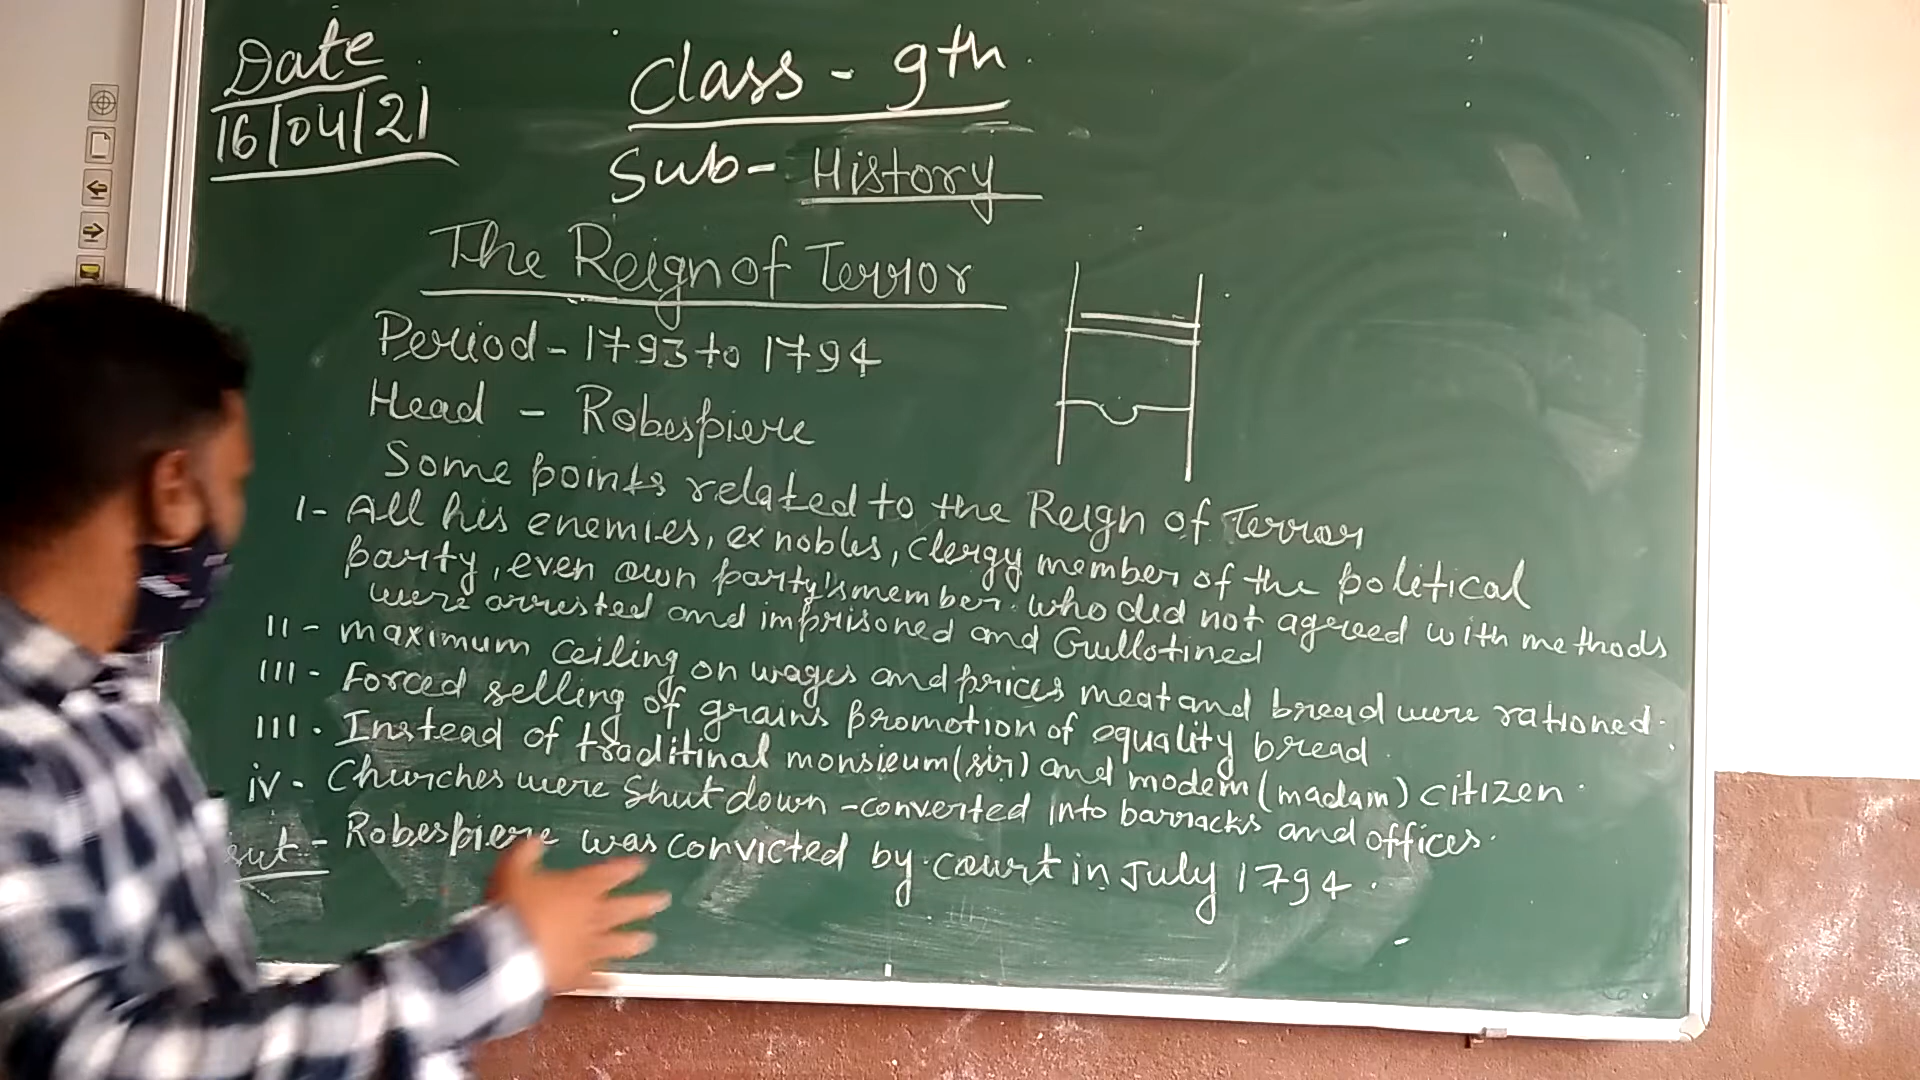 Date
16/04/21
Class - 9th
Sub - History
The Reign of Terror
Period - 1793 to 1794
Head - Robespiere
Some points related to the Reign of Terror
I - All his enemies, ex nobles, clergy member of the political
party, even own party's member who did not agreed with methods
were arrested and imprisoned and Gullotined
II - maximum ceiling on wages and prices meat and bread were rationed.
III - Forced selling of grains promotion of equality bread.
III. Instead of traditinal monsieum (sir) and modem (madam) citizen.
iv - Churches were Shut down - converted into barracks and offices.
- Robespiere was convicted by court in July 1794.